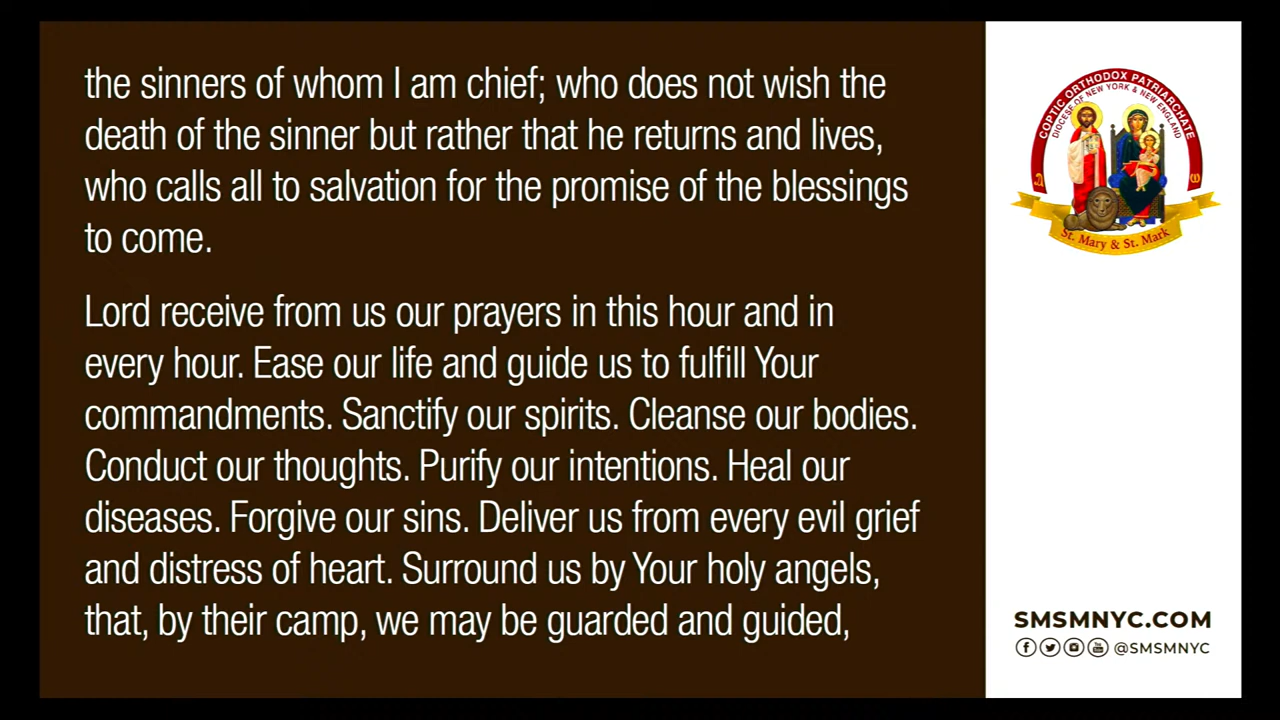 the sinners of whom I am chief; who does not wish the
death of the sinner but rather that he returns and lives,
who calls all to salvation for the promise of the blessings
to come.
Lord receive from us our prayers in this hour and in
every hour. Ease our life and guide us to fulfill Your
commandments. Sanctify our spirits. Cleanse our bodies.
Conduct our thoughts. Purify our intentions. Heal our
diseases. Forgive our sins. Deliver us from every evil grief
and distress of heart. Surround us by Your holy angels,
that, by their camp, we may be guarded and guided,
COPTIC ORTHODOX PATRIARCHATE
DIOCESE OF NEW YORK & NEW ENGLAND
St. Mary & St. Mark
SMSMNYC.COM
@SMSMNYC